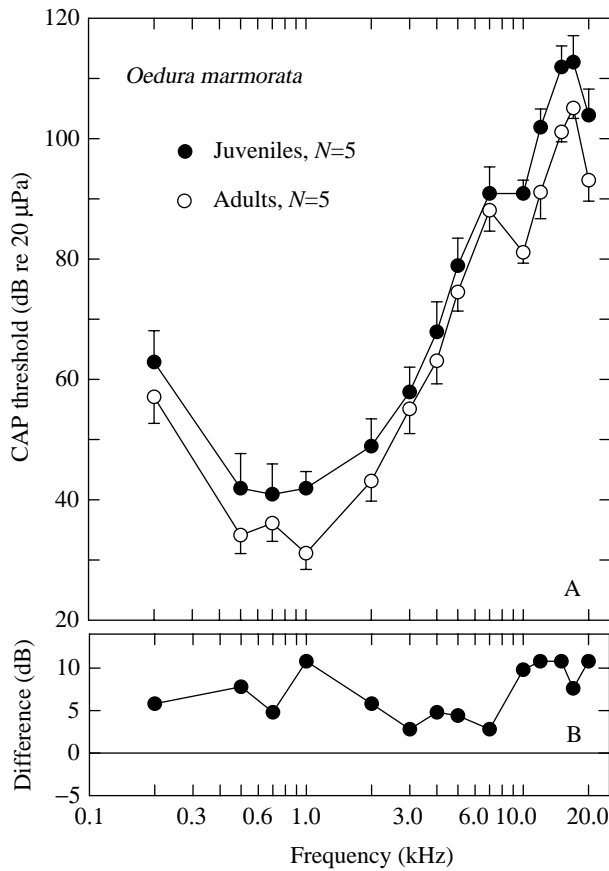 120
100
80
60
40
20
CAP threshold (dB re 20 µPa)
Oedura marmorata
Juveniles, N=5
Adults, N=5
A
10
5
0
−5
Difference (dB)
B
0.1 0.3 0.6 1.0 3.0 6.0 10.0 20.0
Frequency (kHz)